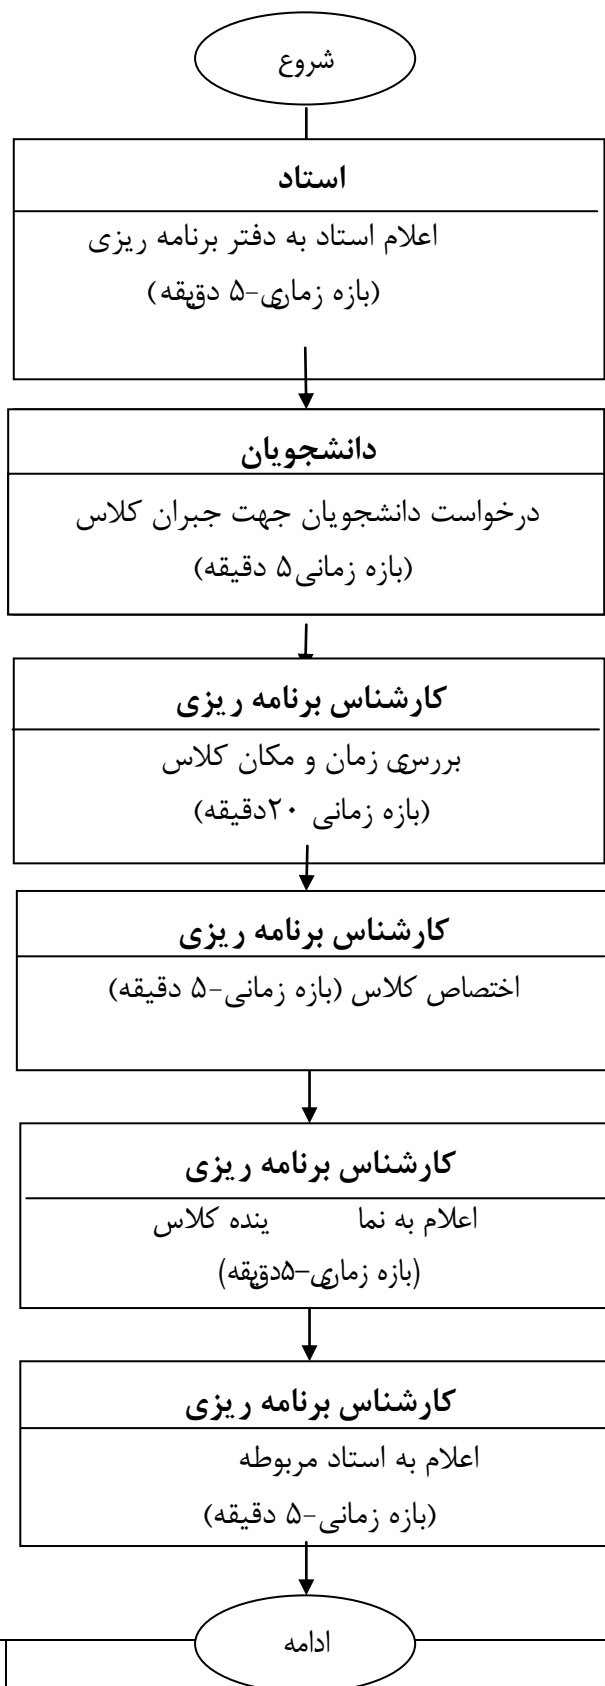 شروع
استاد
اعلام استاد به دفتر برنامه ریزی
(بازه زمانی-۵ دقیقه)
دانشجویان
درخواست دانشجویان جهت جبران کلاس
(بازه زمانی۵ دقیقه)
کارشناس برنامه ریزی
بررسی زمان و مکان کلاس
(بازه زمانی ۲۰دقیقه)
کارشناس برنامه ریزی
اختصاص کلاس (بازه زمانی-۵ دقیقه)
کارشناس برنامه ریزی
اعلام به نما ینده کلاس
(بازه زمانی-۵دقیقه)
کارشناس برنامه ریزی
اعلام به استاد مربوطه
(بازه زمانی-۵ دقیقه)
ادامه